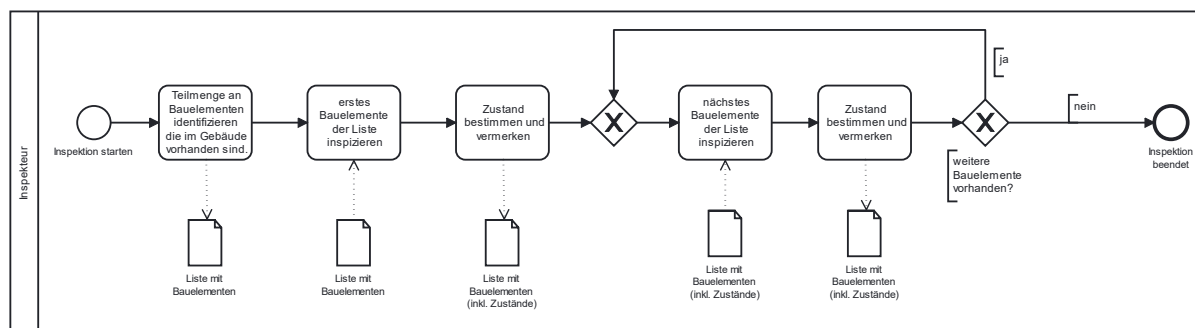 Inspekteur
Inspektion starten
Teilmenge an
Bauelementen
identifizieren
die im Gebäude
vorhanden sind.
erstes
Bauelemente
der Liste
inspizieren
Zustand
bestimmen und
vermerken
X
nächstes
Bauelemente
der Liste
inspizieren
Zustand
bestimmen und
vermerken
X
ja
nein
weitere
Bauelemente
vorhanden?
Inspektion
beendet
Liste mit
Bauelementen
Liste mit
Bauelementen
Liste mit
Bauelementen
(inkl. Zustände)
Liste mit
Bauelementen
(inkl. Zustände)
Liste mit
Bauelementen
(inkl. Zustände)